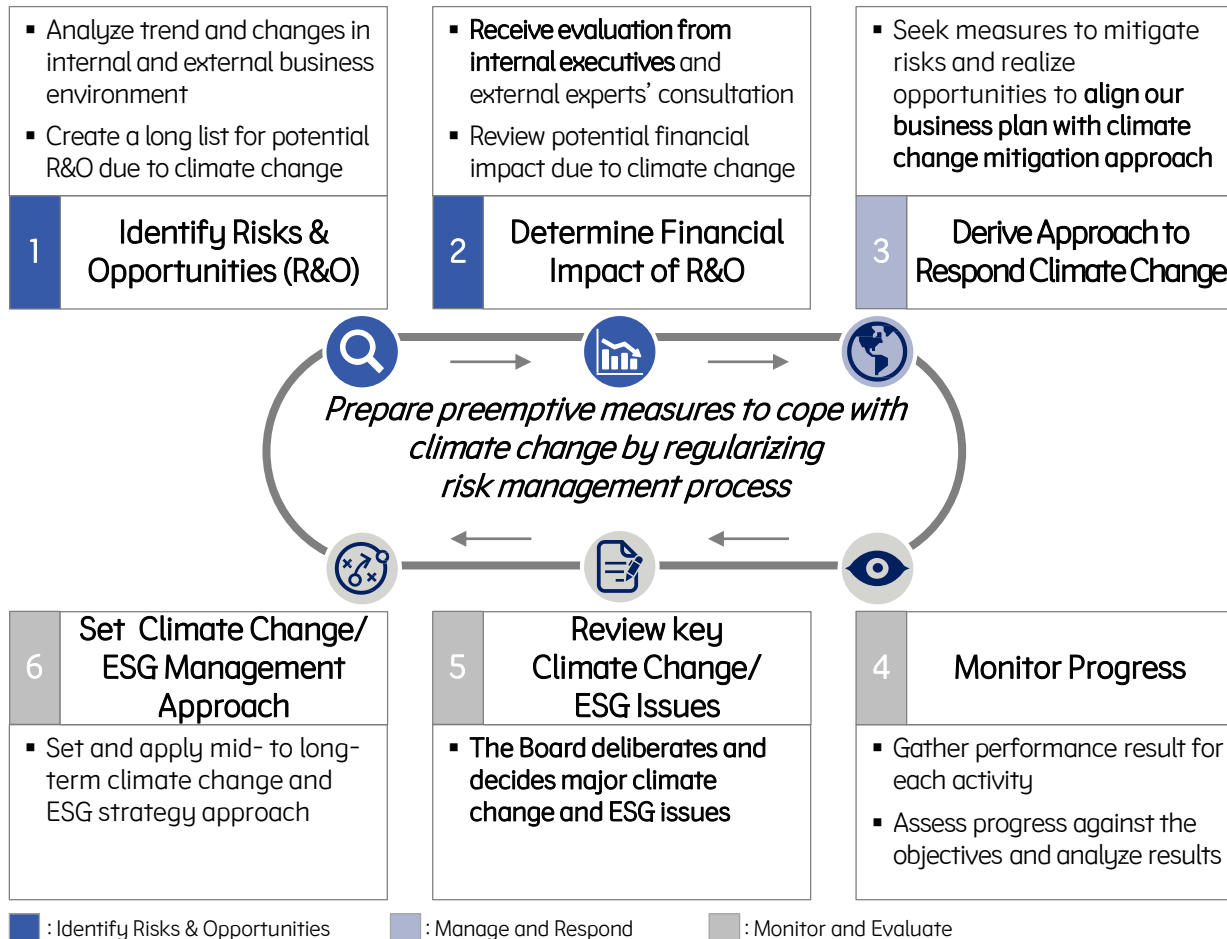 ▪ Analyze trend and changes in
internal and external business
environment
▪ Create a long list for potential
R&O due to climate change
1
Identify Risks &
Opportunities (R&O)
▪ Receive evaluation from
internal executives and
external experts' consultation
▪ Review potential financial
impact due to climate change
2
Determine Financial
Impact of R&O
▪ Seek measures to mitigate
risks and realize
opportunities to align our
business plan with climate
change mitigation approach
3
Derive Approach to
Respond Climate Change
Prepare preemptive measures to cope with
climate change by regularizing
risk management process
6
Set Climate Change/
ESG Management
Approach
▪ Set and apply mid- to long-
term climate change and
ESG strategy approach
5
Review key
Climate Change/
ESG Issues
▪ The Board deliberates and
decides major climate
change and ESG issues
4
Monitor Progress
▪ Gather performance result for
each activity
▪ Assess progress against the
objectives and analyze results
: Identify Risks & Opportunities
: Manage and Respond
: Monitor and Evaluate